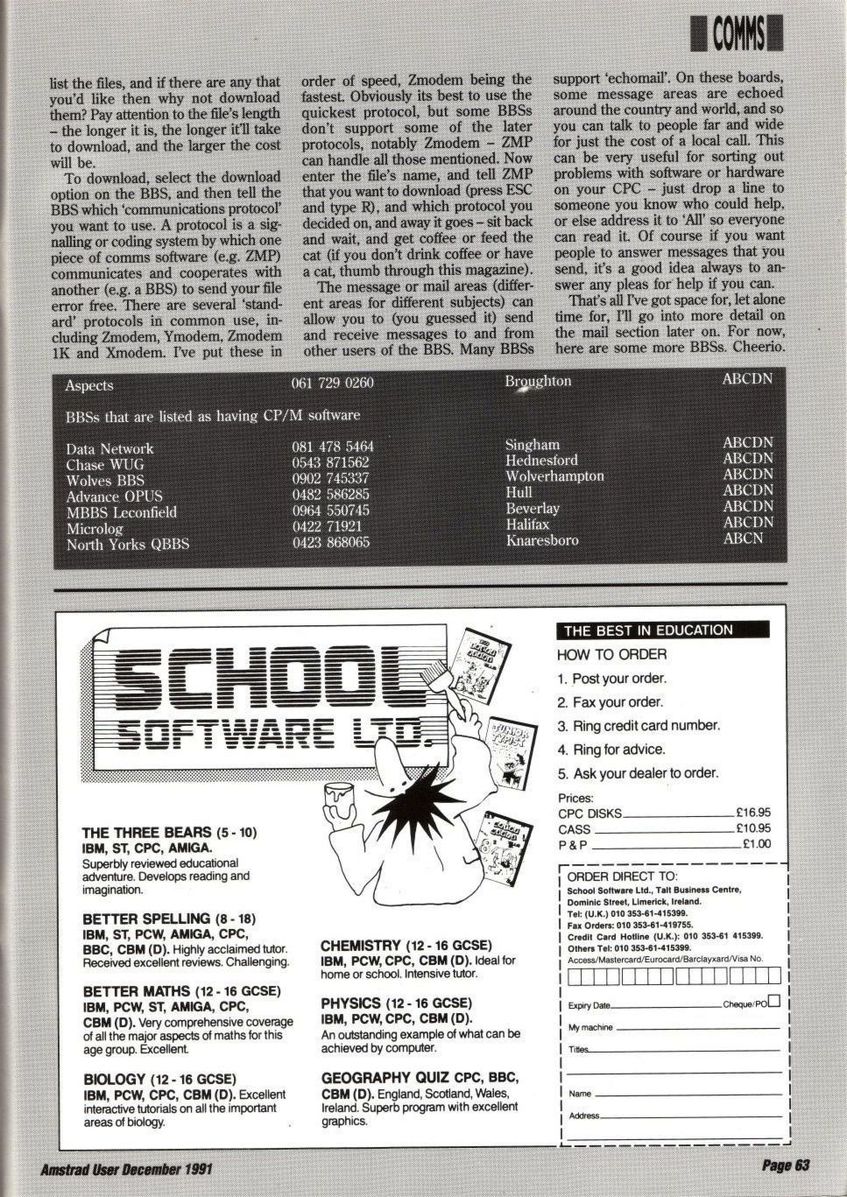 COMMS
list the files, and if there are any that
you'd like then why not download
them? Pay attention to the file's length
– the longer it is, the longer it'll take
to download, and the larger the cost
will be.
To download, select the download
option on the BBS, and then tell the
BBS which 'communications protocol'
you want to use. A protocol is a sig-
nalling or coding system by which one
piece of comms software (e.g. ZMP)
communicates and cooperates with
another (e.g. a BBS) to send your file
error free. There are several 'stand-
ard' protocols in common use, in-
cluding Zmodem, Ymodem, Zmodem
1K and Xmodem. I've put these in
order of speed, Zmodem being the
fastest. Obviously its best to use the
quickest protocol, but some BBSs
don't support some of the later
protocols, notably Zmodem – ZMP
can handle all those mentioned. Now
enter the file's name, and tell ZMP
that you want to download (press ESC
and type R), and which protocol you
decided on, and away it goes – sit back
and wait, and get coffee or feed the
cat (if you don't drink coffee or have
a cat, thumb through this magazine).
The message or mail areas (differ-
ent areas for different subjects) can
allow you to (you guessed it) send
and receive messages to and from
other users of the BBS. Many BBSs
support 'echomail'. On these boards,
some message areas are echoed
around the country and world, and so
you can talk to people far and wide
for just the cost of a local call. This
can be very useful for sorting out
problems with software or hardware
on your CPC – just drop a line to
someone you know who could help,
or else address it to 'All' so everyone
can read it. Of course if you want
people to answer messages that you
send, it's a good idea always to an-
swer any pleas for help if you can.
That's all I've got space for, let alone
time for, I'll go into more detail on
the mail section later on. For now,
here are some more BBSs. Cheerio.
Aspects 061 729 0260 Broughton ABCDN
BBSs that are listed as having CP/M software
Data Network 081 478 5464 Singham ABCDN
Chase WUG 0543 871562 Hednesford ABCDN
Wolves BBS 0902 745337 Wolverhampton ABCDN
Advance OPUS 0482 586285 Hull ABCDN
MBBS Leconfield 0964 550745 Beverlay ABCDN
Microlog 0422 71921 Halifax ABCDN
North Yorks QBBS 0423 868065 Knaresboro ABCN
SCHOOL
SOFTWARE LTD.
JUNIOR
TYPIST
THE THREE BEARS (5 - 10)
IBM, ST, CPC, AMIGA.
Superbly reviewed educational
adventure. Develops reading and
imagination.
BETTER SPELLING (8 - 18)
IBM, ST, PCW, AMIGA, CPC,
BBC, CBM (D). Highly acclaimed tutor.
Received excellent reviews. Challenging.
BETTER MATHS (12 - 16 GCSE)
IBM, PCW, ST, AMIGA, CPC,
CBM (D). Very comprehensive coverage
of all the major aspects of maths for this
age group. Excellent.
BIOLOGY (12 - 16 GCSE)
IBM, PCW, CPC, CBM (D). Excellent
interactive tutorials on all the important
areas of biology.
CHEMISTRY (12 - 16 GCSE)
IBM, PCW, CPC, CBM (D). Ideal for
home or school. Intensive tutor.
PHYSICS (12 - 16 GCSE)
IBM, PCW, CPC, CBM (D).
An outstanding example of what can be
achieved by computer.
GEOGRAPHY QUIZ CPC, BBC,
CBM (D). England, Scotland, Wales,
Ireland. Superb program with excellent
graphics.
THE BEST IN EDUCATION
HOW TO ORDER
1. Post your order.
2. Fax your order.
3. Ring credit card number.
4. Ring for advice.
5. Ask your dealer to order.
Prices:
CPC DISKS £16.95
CASS £10.95
P & P £1.00
ORDER DIRECT TO:
School Software Ltd., Tait Business Centre,
Dominic Street, Limerick, Ireland.
Tel: (U.K.) 010 353-61-415399.
Fax Orders: 010 353-61-419755.
Credit Card Hotline (U.K.): 010 353-61 415399.
Others Tel: 010 353-61-415399.
Access/Mastercard/Eurocard/Barclayxard/Visa No.
Expiry Date Cheque/PO
My machine
Titles
Name
Address
Amstrad User December 1991
Page 63